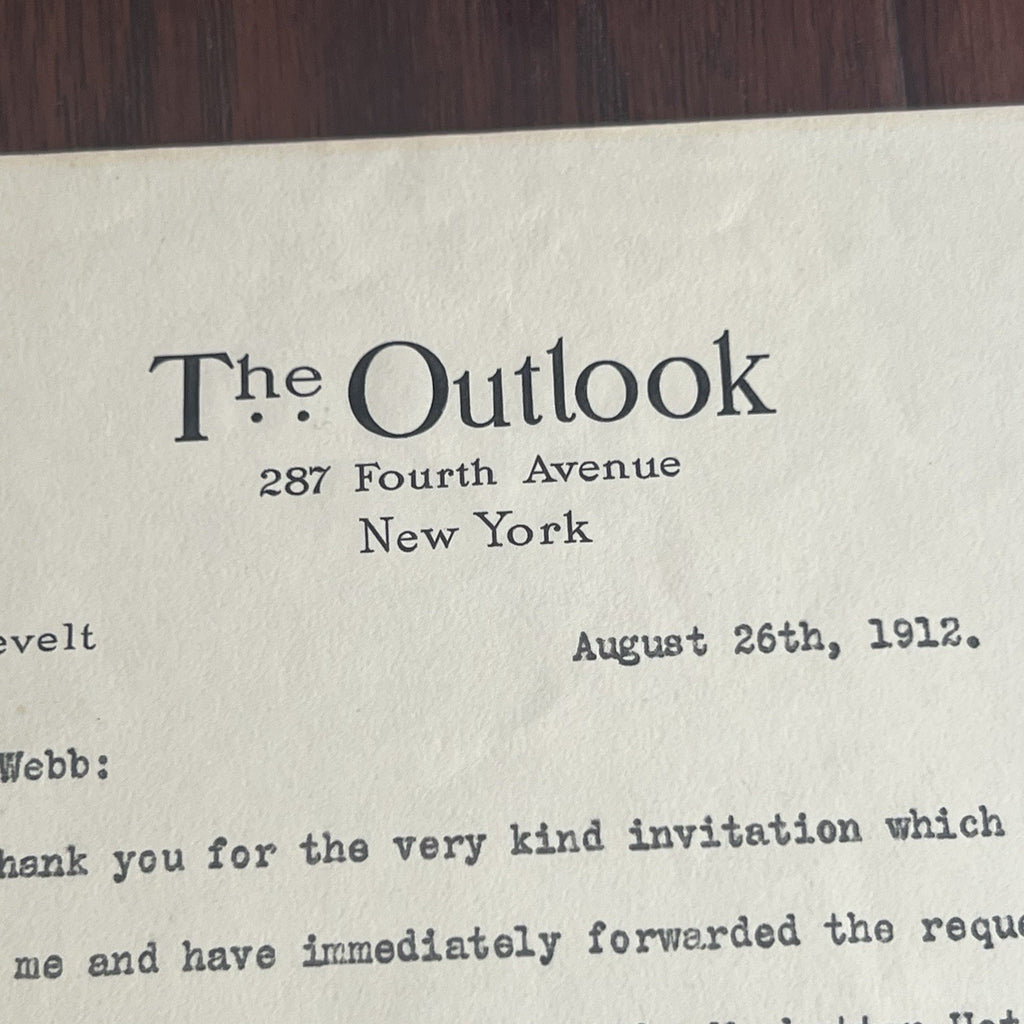 The Outlook
287 Fourth Avenue
New York
evelt August 26th, 1912.
Webb:
hank you for the very kind invitation which
me and have immediately forwarded the reque